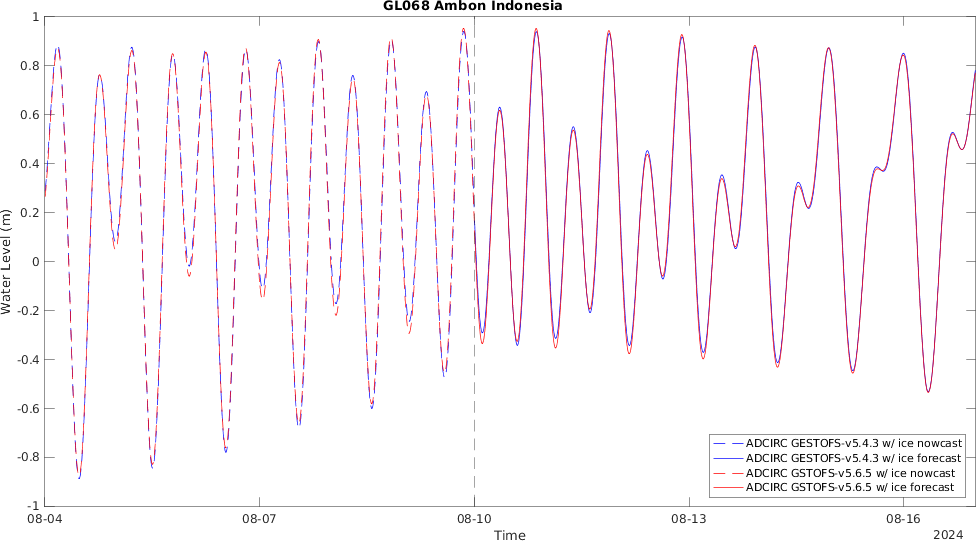 GL068 Ambon Indonesia
1
0.8
0.6
0.4
0.2
0
-0.2
-0.4
-0.6
-0.8
-1
Water Level (m)
ADCIRC GESTOFS-v5.4.3 w/ ice nowcast
ADCIRC GESTOFS-v5.4.3 w/ ice forecast
ADCIRC GSTOFS-v5.6.5 w/ ice nowcast
ADCIRC GSTOFS-v5.6.5 w/ ice forecast
08-04 08-07 08-10 08-13 08-16
Time
2024